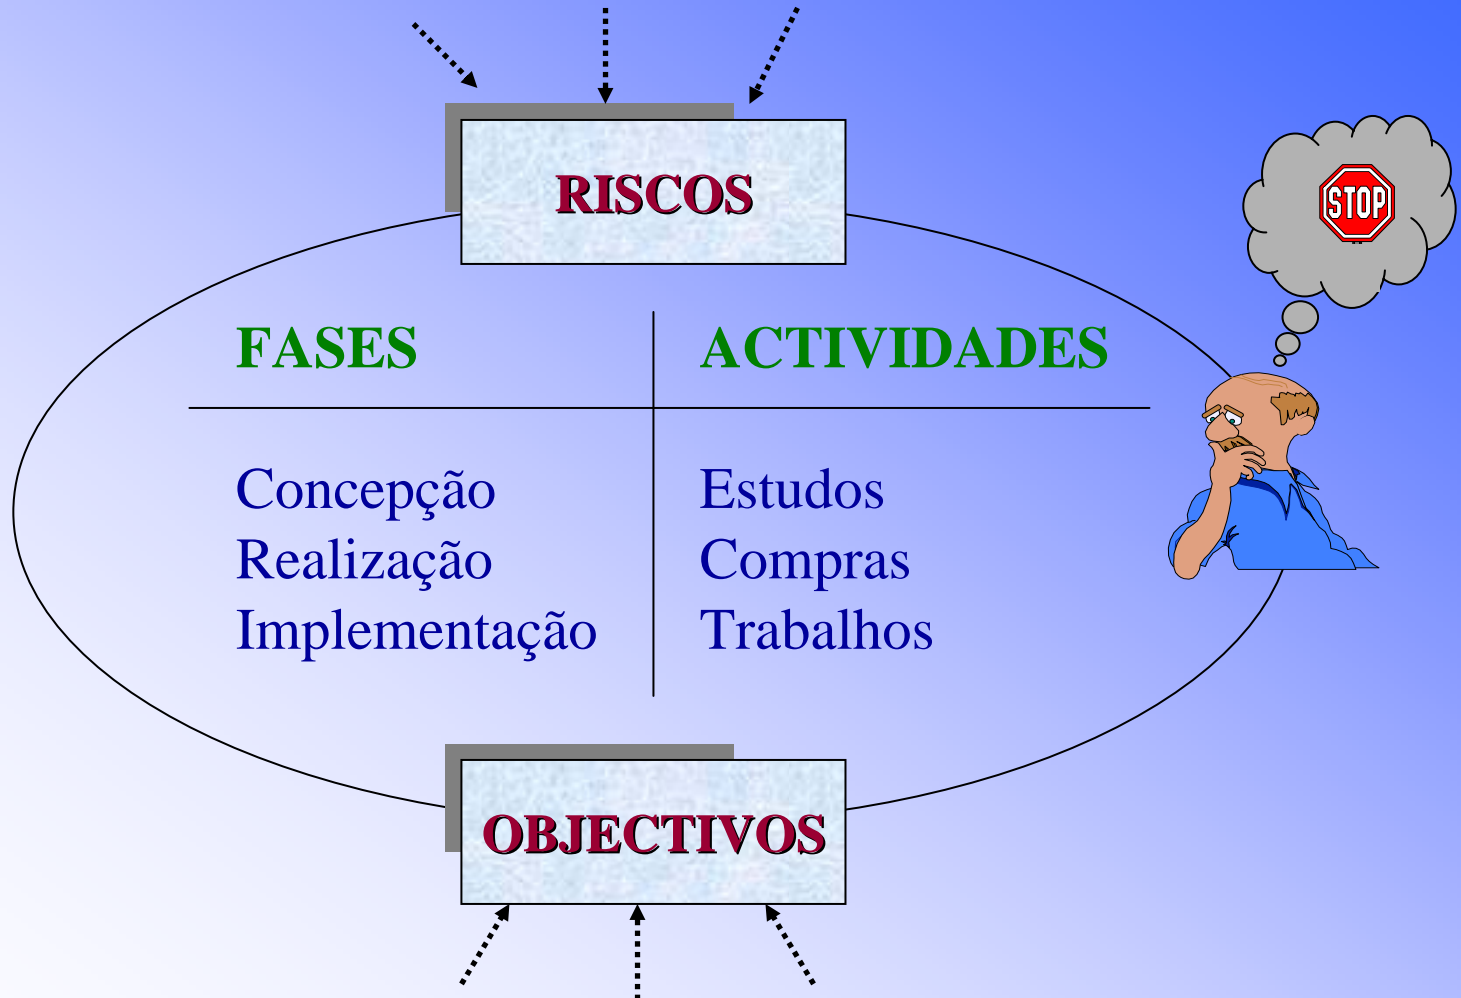 RISCOS
STOP
FASES ACTIVIDADES
Concepção Estudos
Realização Compras
Implementação Trabalhos
OBJECTIVOS